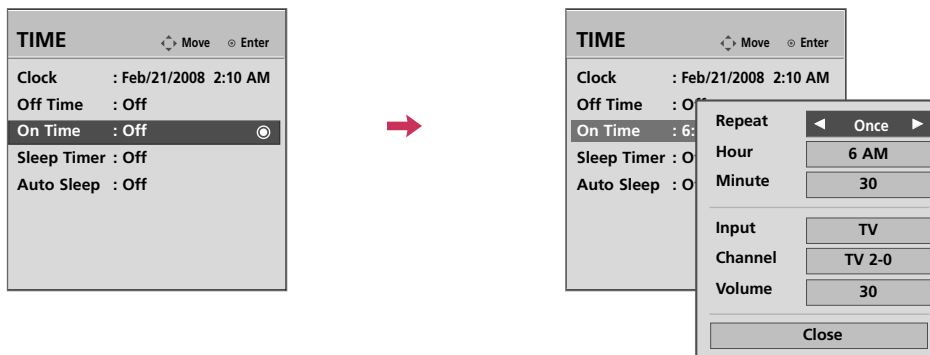 TIME Move Enter
Clock : Feb/21/2008 2:10 AM
Off Time : Off
On Time : Off
Sleep Timer : Off
Auto Sleep : Off
TIME Move Enter
Clock : Feb/21/2008 2:10 AM
Off Time
On Time : 6:
Sleep Timer
Auto Sleep
Repeat Once
Hour 6 AM
Minute 30
Input TV
Channel TV 2-0
Volume 30
Close